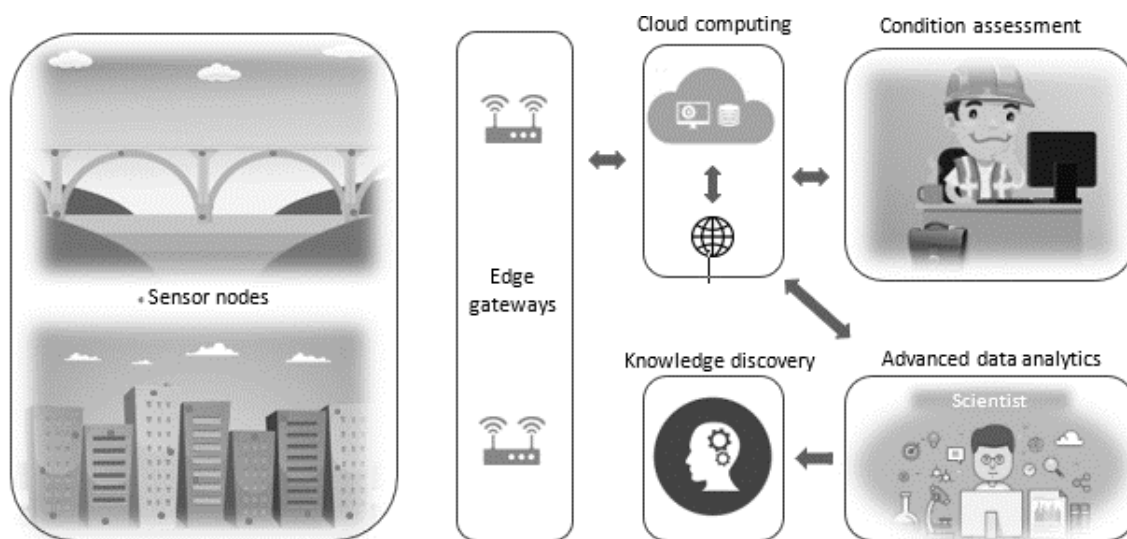 Cloud computing
Condition assessment
Sensor nodes
Edge
gateways
Knowledge discovery
Advanced data analytics
Scientist